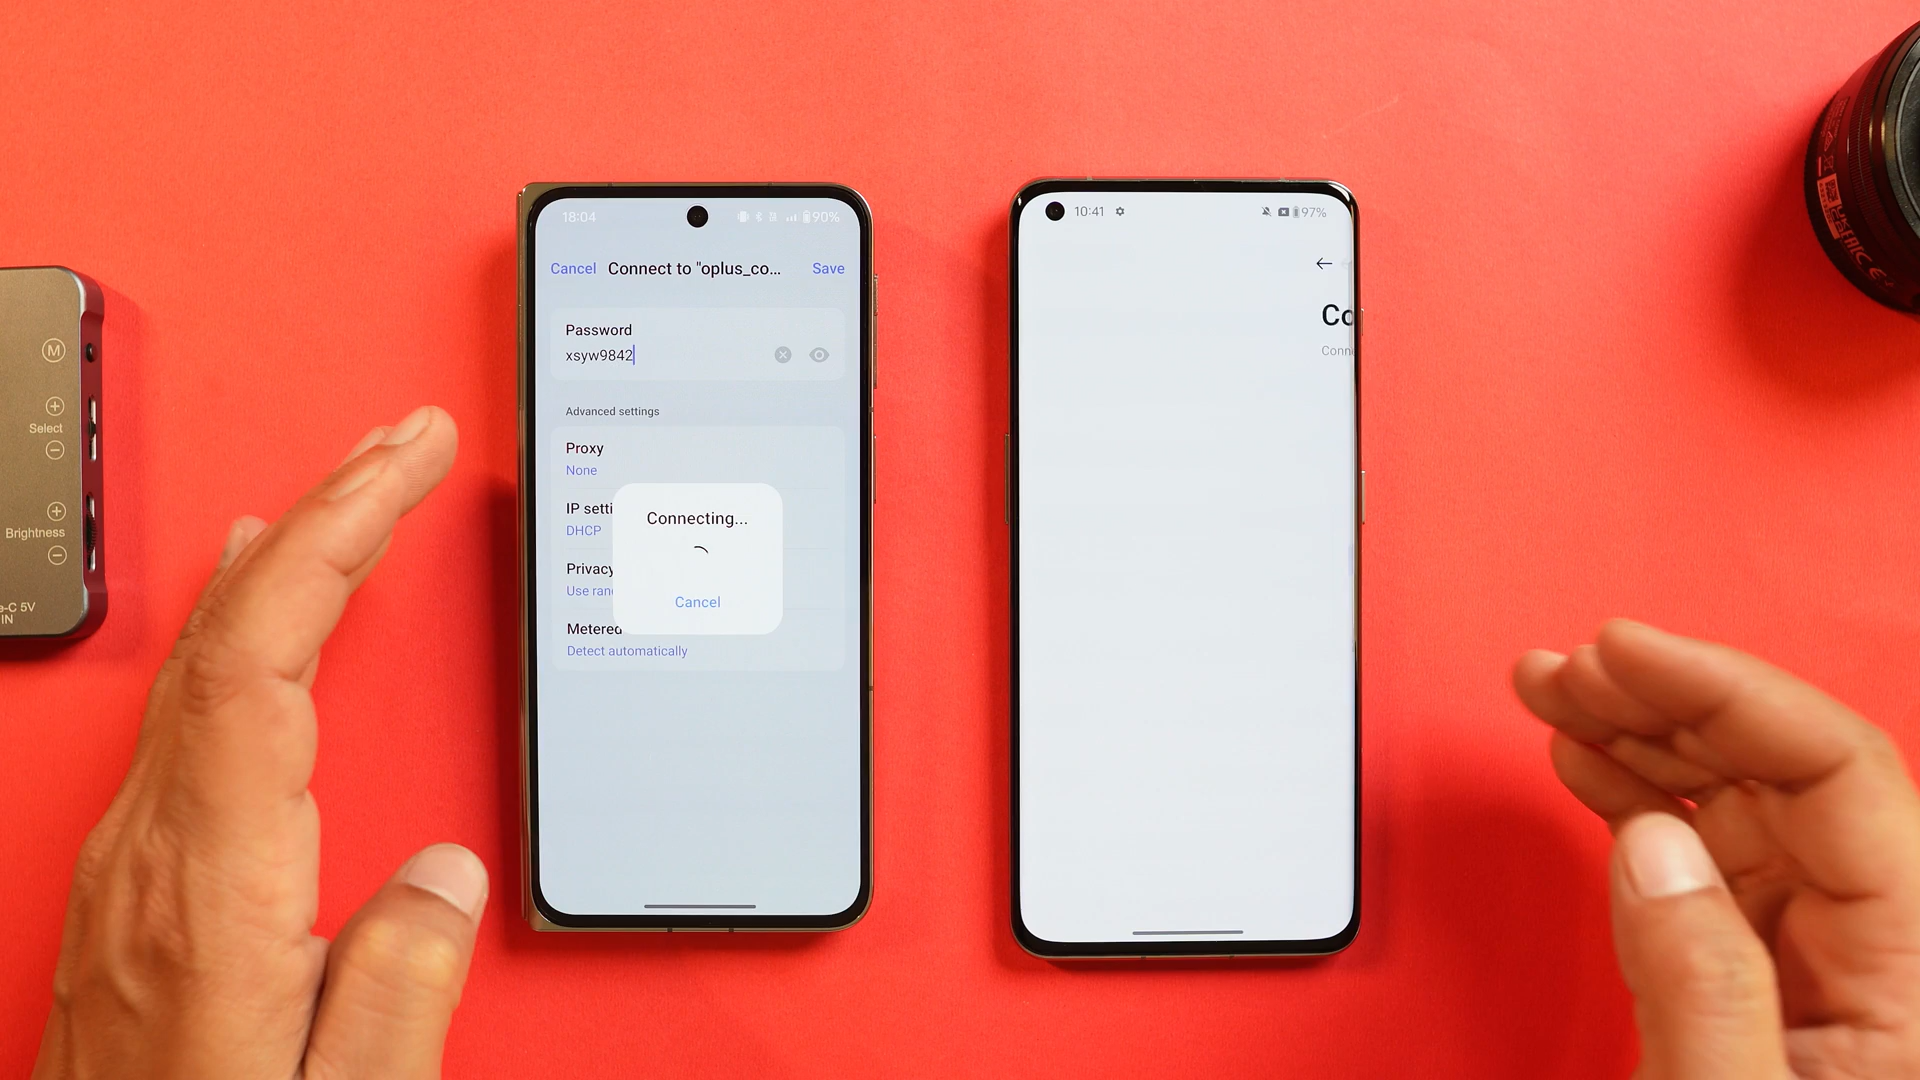 18:04
90%
Cancel
Connect to "oplus_co...
Save
Password
xsyw9842
Advanced settings
Proxy
None
IP setti
DHCP
Privacy
Use ran
Metered
Detect automatically
Connecting...
Cancel
10:41
97%
Co
Conn
M
Select
Brightness
e-C 5V
IN